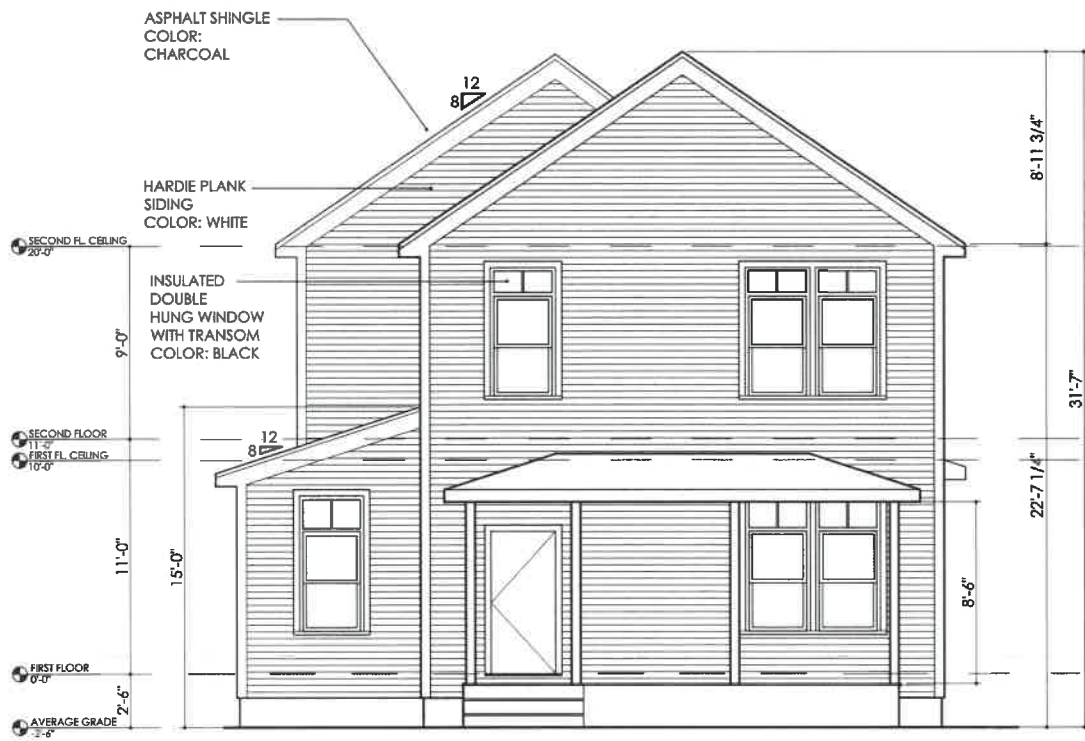 ASPHALT SHINGLE
COLOR:
CHARCOAL
12
8
8'-11 3/4"
HARDIE PLANK
SIDING
COLOR: WHITE
SECOND FL. CEILING
20'-0"
INSULATED
DOUBLE
HUNG WINDOW
WITH TRANSOM
COLOR: BLACK
9'-0"
31'-7"
SECOND FLOOR
11'-0"
FIRST FL. CEILING
10'-0"
12
8
22'-7 1/4"
11'-0"
15'-0"
8'-6"
FIRST FLOOR
0'-0"
2'-6"
AVERAGE GRADE
-2'-6"